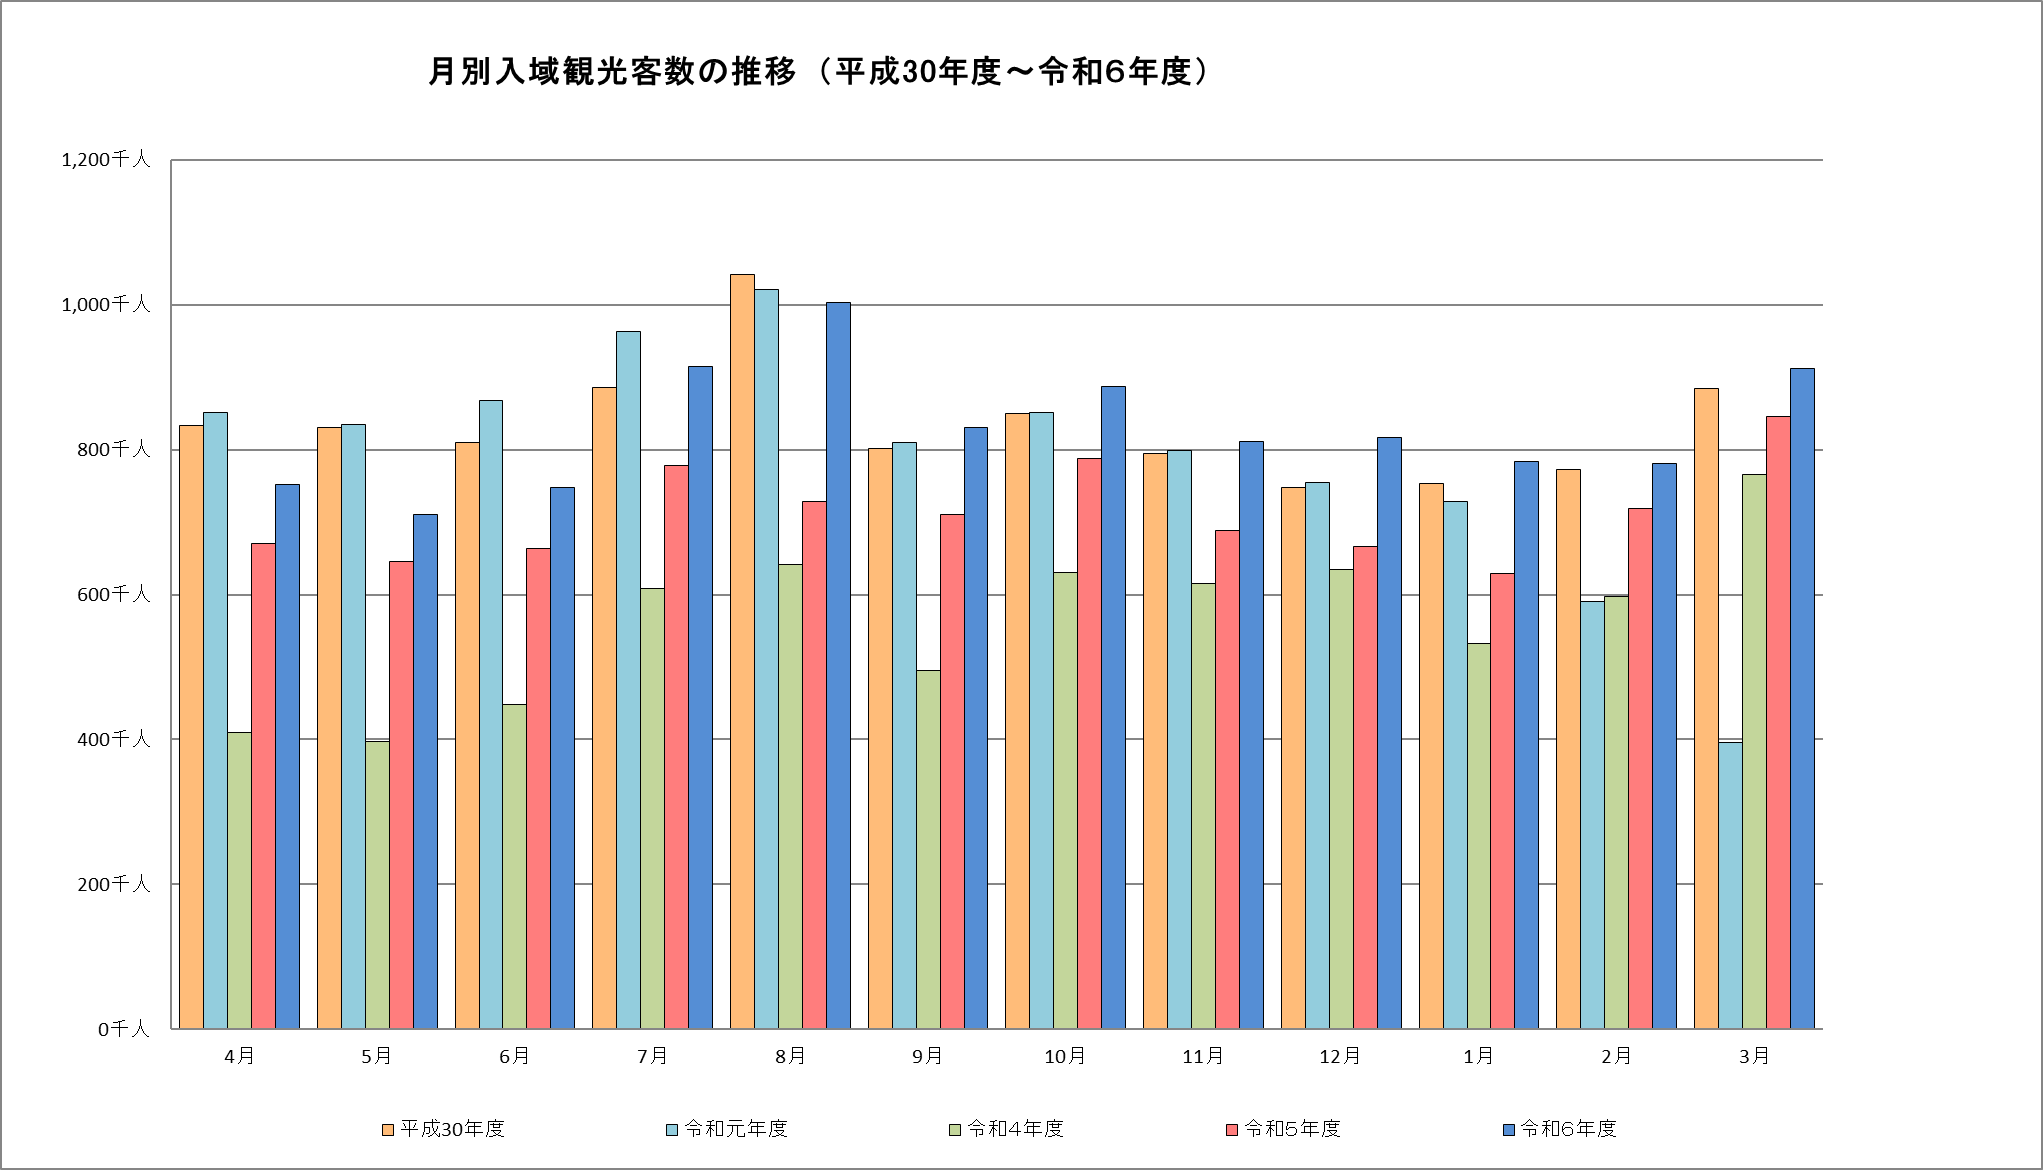 月別入域観光客数の推移（平成30年度～令和６年度）
1,200千人
1,000千人
800千人
600千人
400千人
200千人
0千人
4月 5月 6月 7月 8月 9月 10月 11月 12月 1月 2月 3月
平成30年度 令和元年度 令和４年度 令和５年度 令和６年度